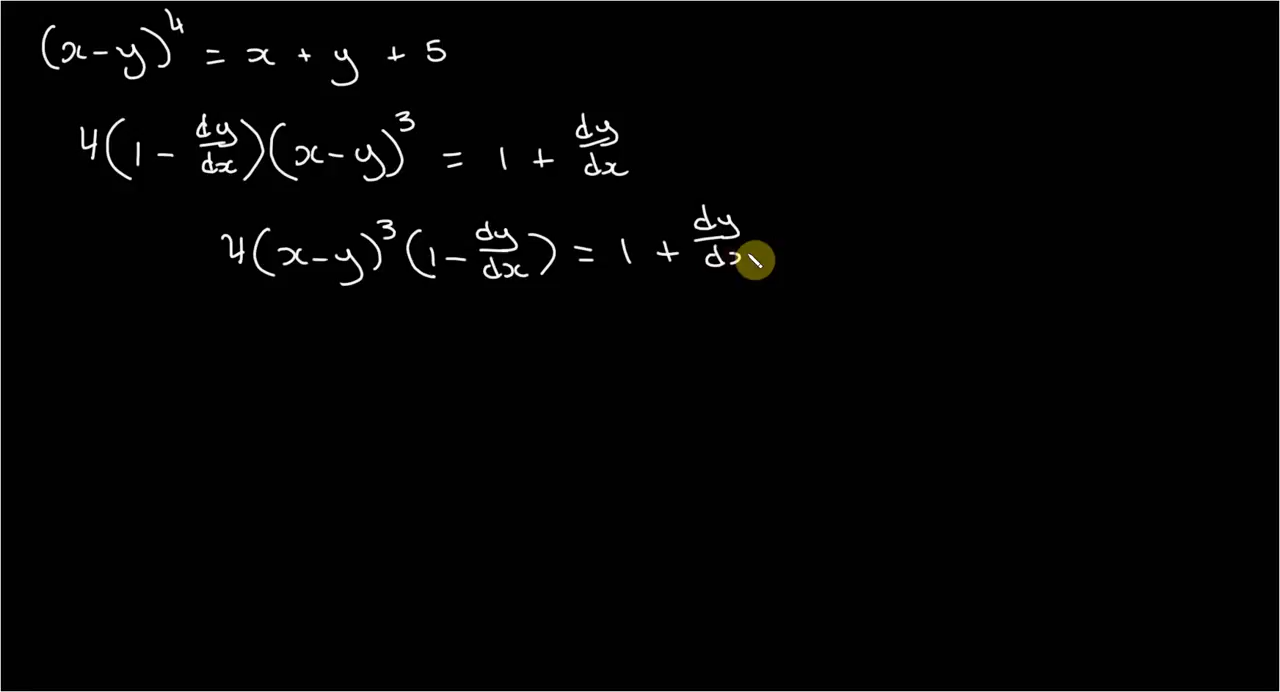 (x-y)⁴ = x + y + 5
4(1 - dy/dx)(x-y)³ = 1 + dy/dx
4(x-y)³(1 - dy/dx) = 1 + dy/dx